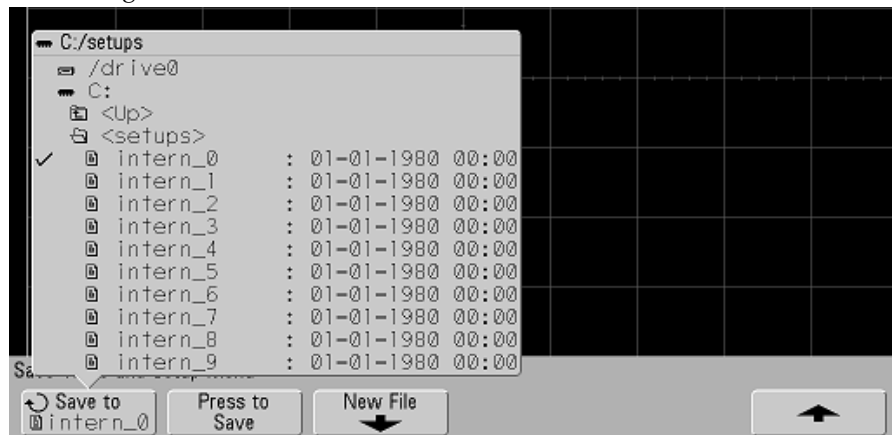 C:/setups
/drive0
C:
<Up>
<setups>
intern_0 : 01-01-1980 00:00
intern_1 : 01-01-1980 00:00
intern_2 : 01-01-1980 00:00
intern_3 : 01-01-1980 00:00
intern_4 : 01-01-1980 00:00
intern_5 : 01-01-1980 00:00
intern_6 : 01-01-1980 00:00
intern_7 : 01-01-1980 00:00
intern_8 : 01-01-1980 00:00
intern_9 : 01-01-1980 00:00
Save to
intern_0
Press to
Save
New File